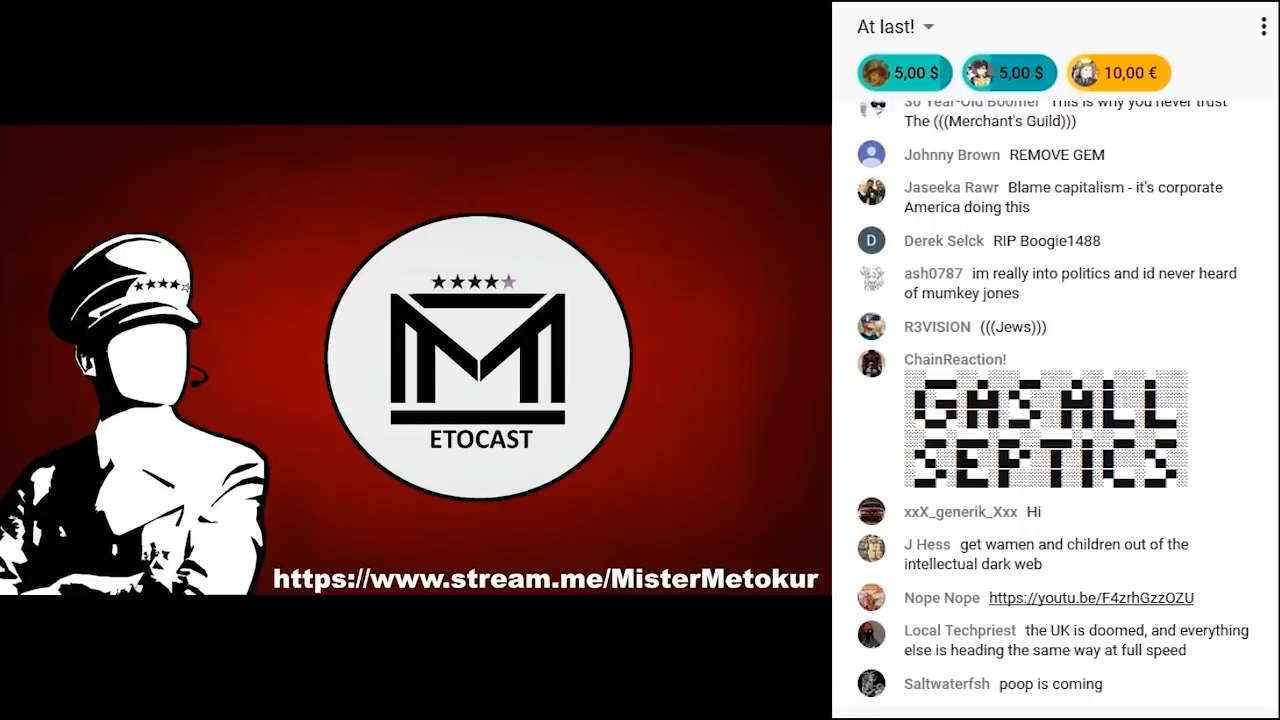 At last!
5,00 $ 5,00 $ 10,00 €
30 Year-Old Boomer This is why you never trust
The (((Merchant's Guild)))
Johnny Brown REMOVE GEM
Jaseeka Rawr Blame capitalism - it's corporate
America doing this
Derek Selck RIP Boogie1488
D
ash0787 im really into politics and id never heard
of mumkey jones
R3VISION (((Jews)))
ChainReaction!
GAS ALL
SEPTICS
xxX_generik_Xxx Hi
J Hess get wamen and children out of the
intellectual dark web
Nope Nope https://youtu.be/F4zrhGzzOZU
Local Techpriest the UK is doomed, and everything
else is heading the same way at full speed
Saltwaterfsh poop is coming
M
ETOCAST
https://www.stream.me/MisterMetokur